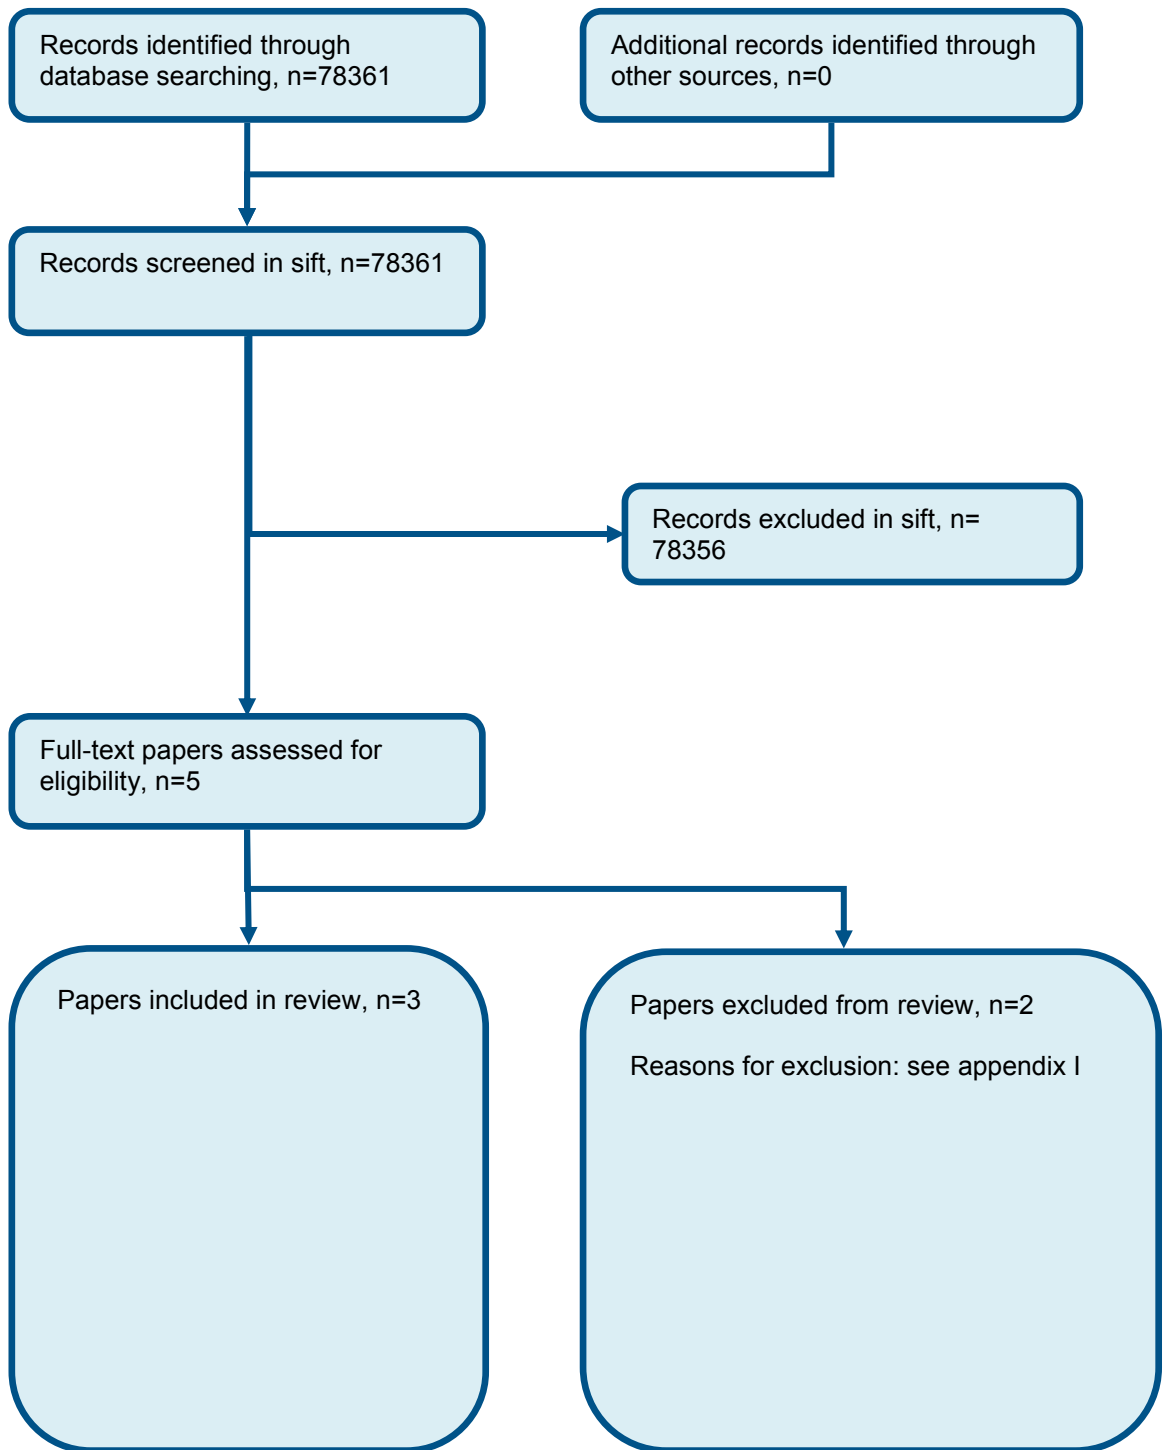 Records identified through
database searching, n=78361
Additional records identified through
other sources, n=0
Records screened in sift, n=78361
Records excluded in sift, n=
78356
Full-text papers assessed for
eligibility, n=5
Papers included in review, n=3
Papers excluded from review, n=2
Reasons for exclusion: see appendix I